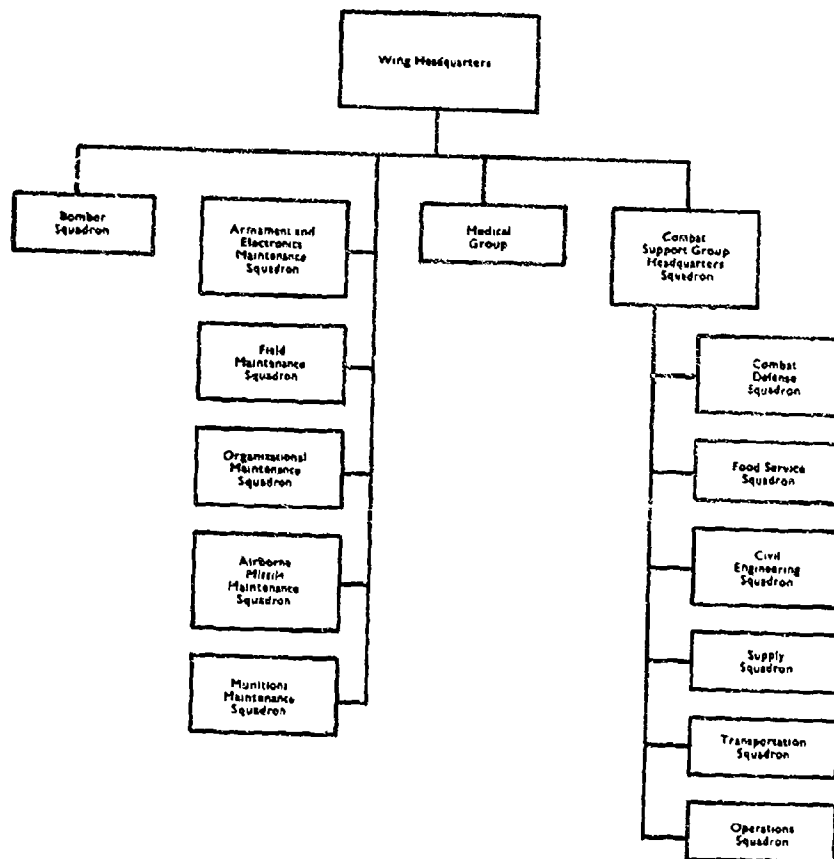 Wing Headquarters
Bomber
Squadron
Armament and
Electronics
Maintenance
Squadron
Medical
Group
Combat
Support Group
Headquarters
Squadron
Field
Maintenance
Squadron
Combat
Defense
Squadron
Organizational
Maintenance
Squadron
Food Service
Squadron
Airborne
Missile
Maintenance
Squadron
Civil
Engineering
Squadron
Munitions
Maintenance
Squadron
Supply
Squadron
Transportation
Squadron
Operations
Squadron